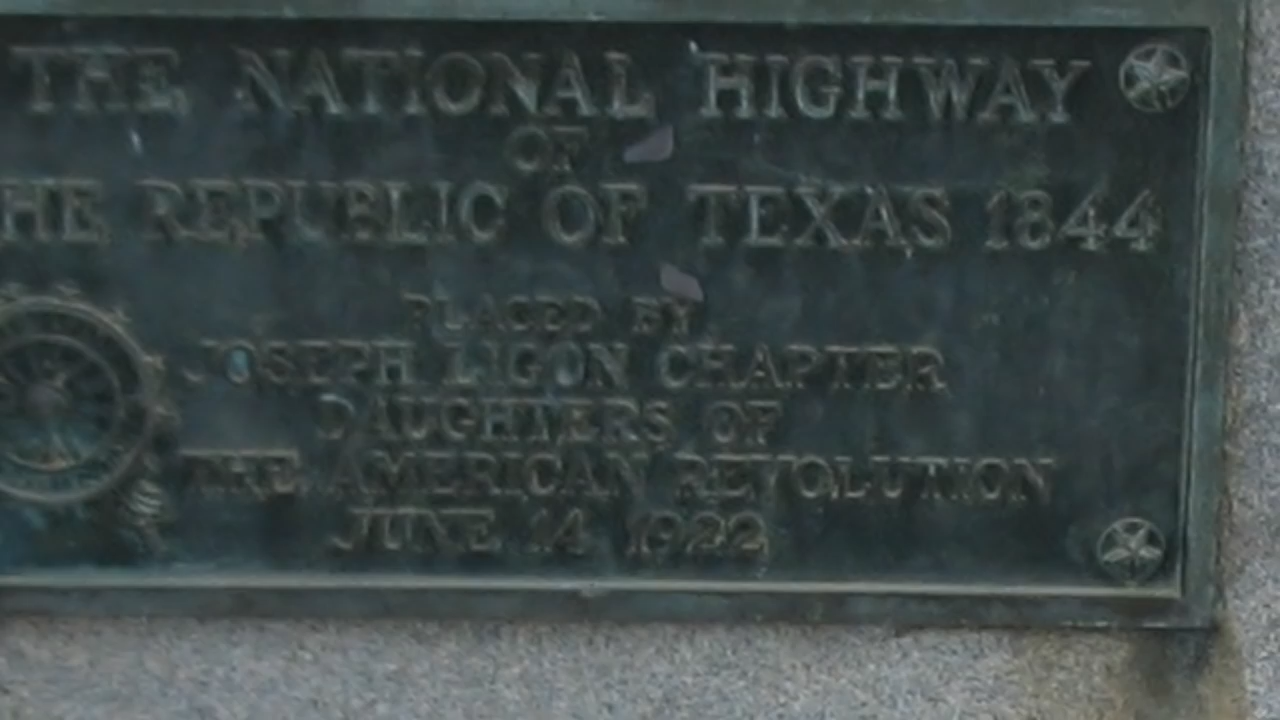 THE NATIONAL HIGHWAY
OF
HE REPUBLIC OF TEXAS 1844
PLACED BY
JOSEPH LIGON CHAPTER
DAUGHTERS OF
THE AMERICAN REVOLUTION
JUNE 14 1922